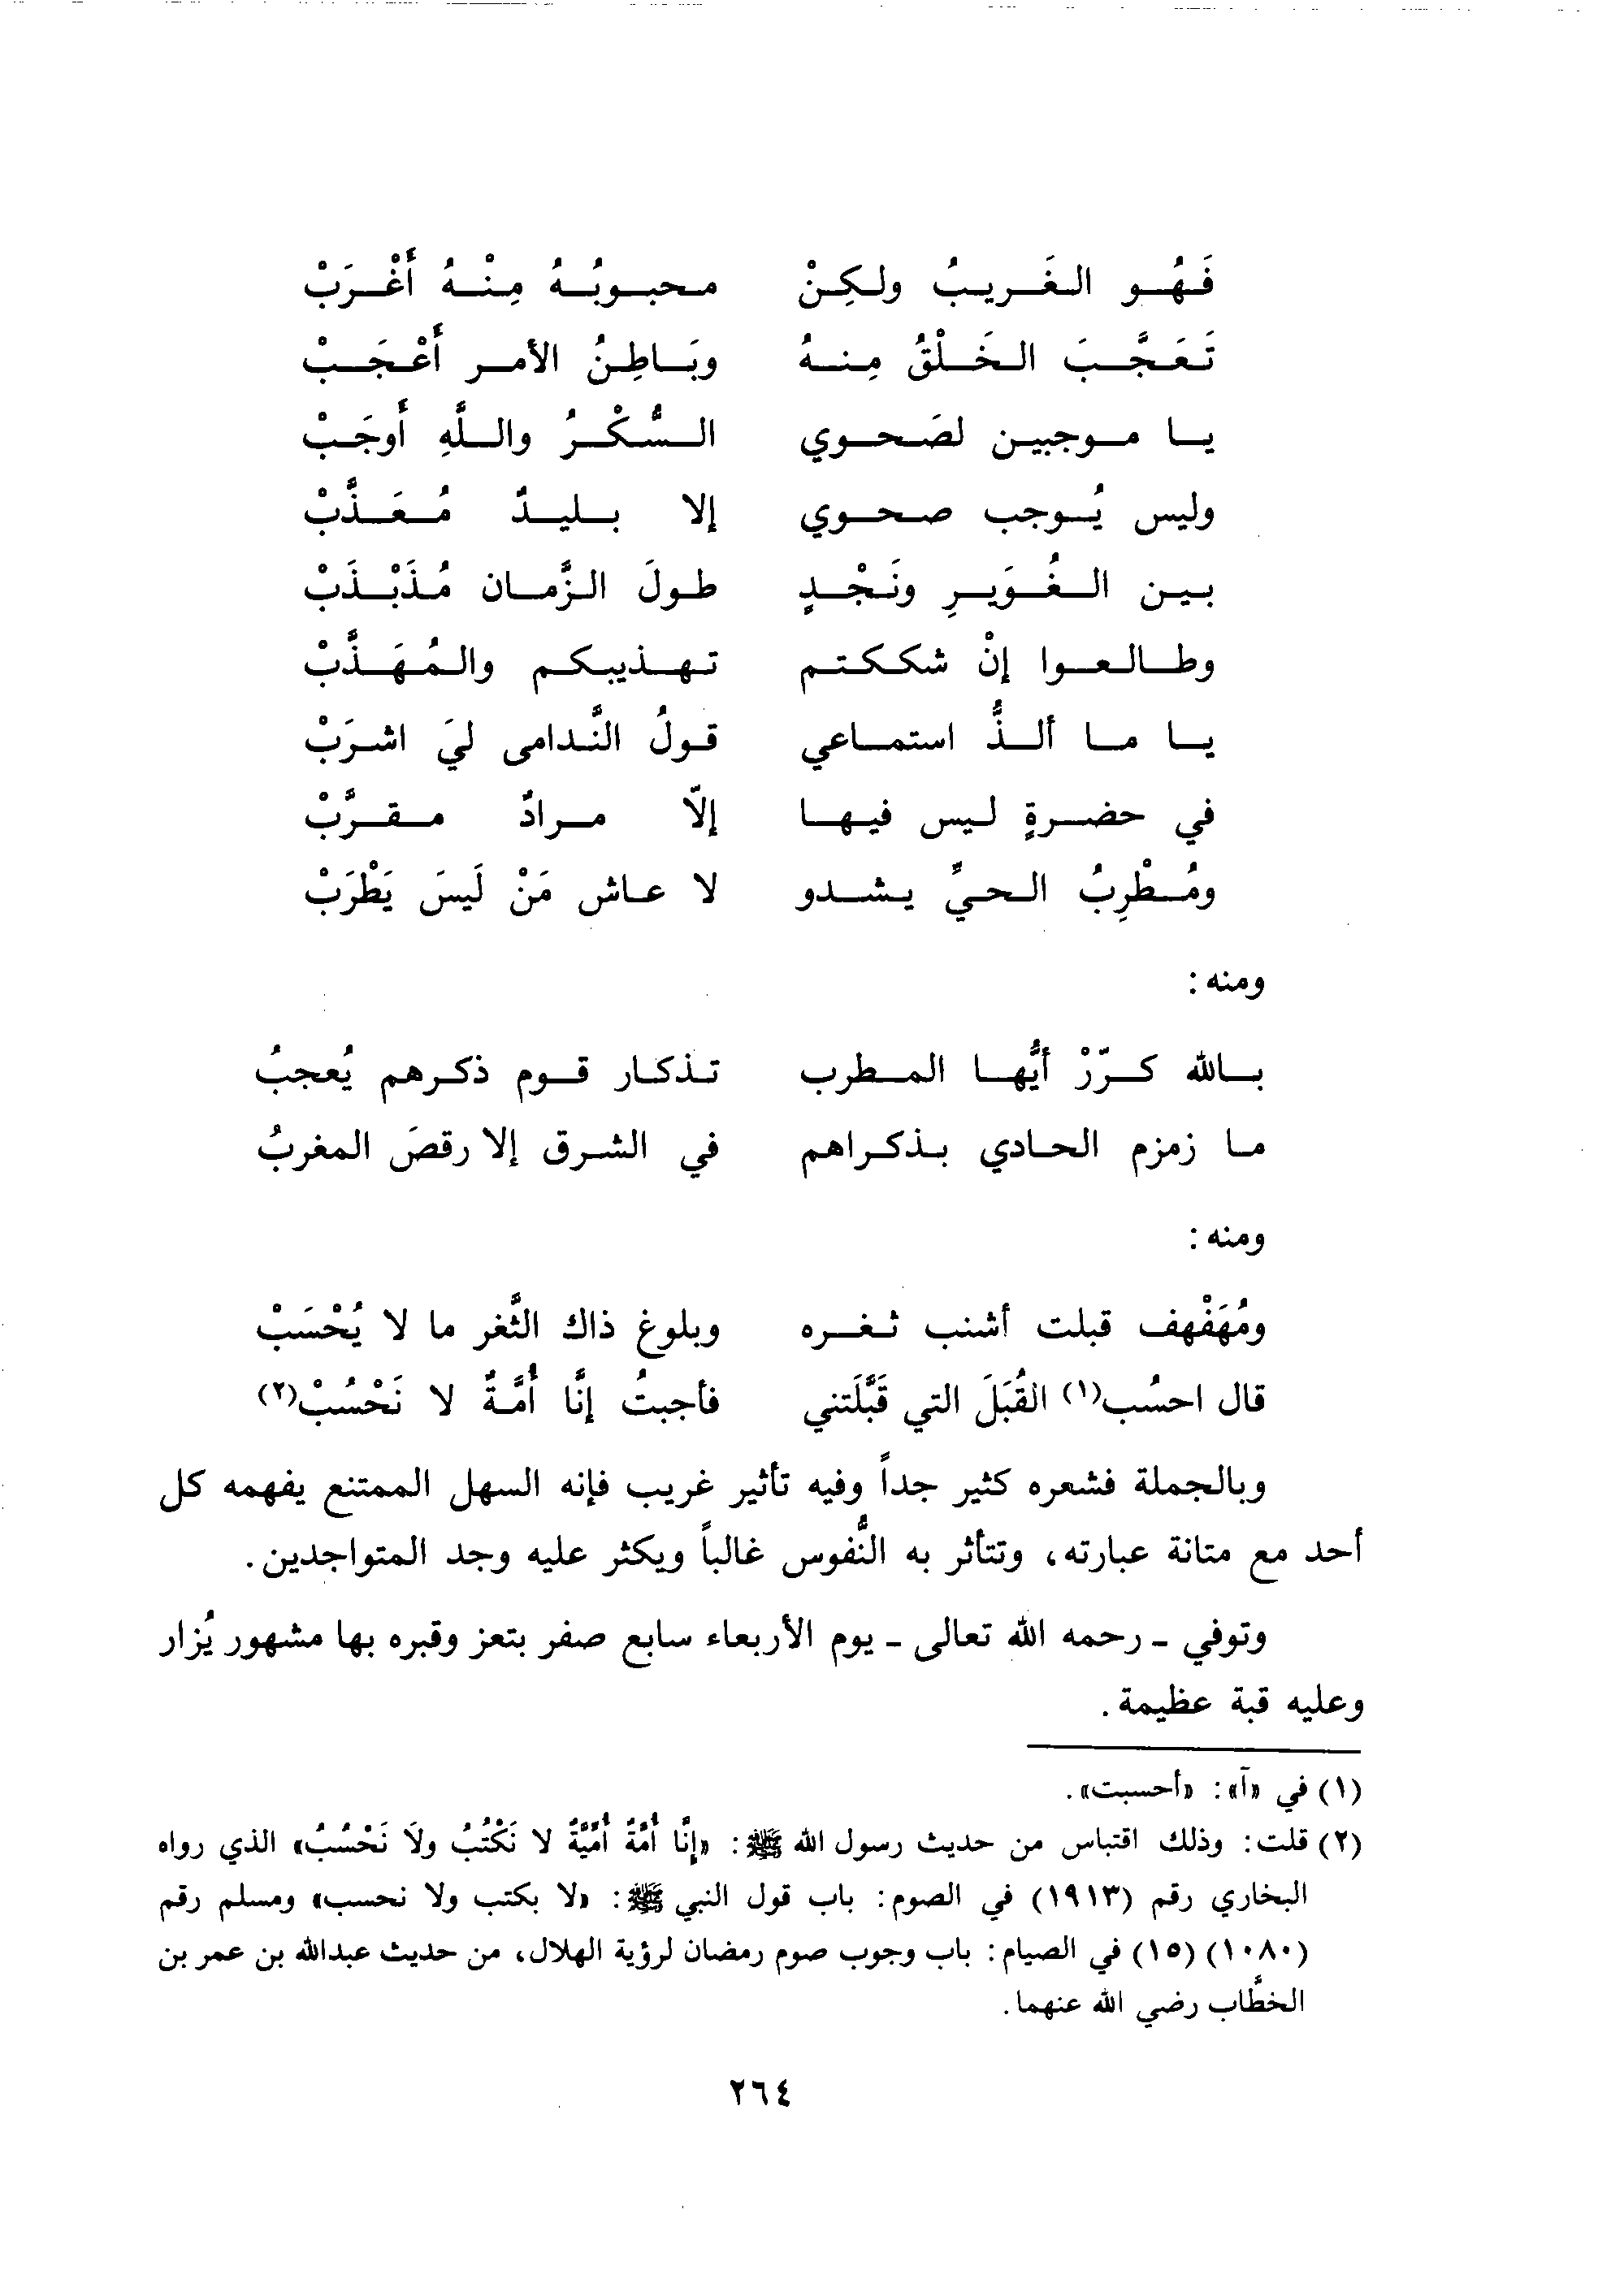 فَهُو الغَريبُ ولكِنْ محبوبُهُ مِنْهُ أَغْرَبْ
تَعَجَّبَ الخَلْقُ مِنهُ وبَاطِنُ الأمر أَعْجَبْ
يا موجبين لصَحوي السُّكْرُ واللَّهِ أَوجَبْ
وليس يُوجب صحوي إلا بليدٌ مُعَذَّبْ
بين الغُوَيرِ ونَجْدٍ طولَ الزَّمان مُذَبْذَبْ
وطالعوا إنْ شككتم تهذيبكم والمُهَذَّبْ
يا ما ألذُّ استماعي قولُ النَّدامى ليَ اشرَبْ
في حضرةٍ ليس فيها إلّا مرادٌ مقرَّبْ
ومُطْرِبُ الحيِّ يشدو لا عاش مَنْ لَيسَ يَطْرَبْ
ومنه:
بالله كرّرْ أيُّها المطرب تذكار قوم ذكرهم يُعجبُ
ما زمزم الحادي بذكراهم في الشرق إلا رقصَ المغربُ
ومنه:
ومُهَفْهف قبلت أشنب ثغره وبلوغ ذاك الثَّغر ما لا يُحْسَبْ
قال احسُب(١) القُبَلَ التي قَبَّلَتني فأجبتُ إنَّا أُمَّةٌ لا نَحْسُبْ(٢)
وبالجملة فشعره كثير جداً وفيه تأثير غريب فإنه السهل الممتنع يفهمه كل
أحد مع متانة عبارته، وتتأثر به النُّفوس غالباً ويكثر عليه وجد المتواجدين.
وتوفي ـ رحمه الله تعالى ـ يوم الأربعاء سابع صفر بتعز وقبره بها مشهور يُزار
وعليه قبة عظيمة.
(١) في «آ»: «أحسبت».
(٢) قلت: وذلك اقتباس من حديث رسول الله ﷺ: «إنَّا أُمَّةٌ أُمِّيَّةٌ لا نَكْتُبُ ولَا نَحْسُبُ» الذي رواه
البخاري رقم (١٩١٣) في الصوم: باب قول النبي ﷺ: «لا بكتب ولا نحسب» ومسلم رقم
(١٠٨٠) (١٥) في الصيام: باب وجوب صوم رمضان لرؤية الهلال، من حديث عبدالله بن عمر بن
الخطَّاب رضي الله عنهما.
٢٦٤